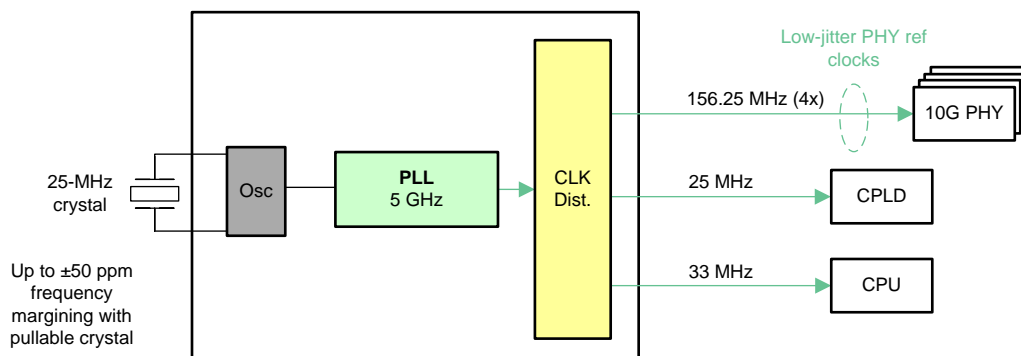 Low-jitter PHY ref
clocks
156.25 MHz (4x)
10G PHY
25-MHz
crystal
Osc
PLL
5 GHz
CLK
Dist.
25 MHz
CPLD
Up to ±50 ppm
frequency
margining with
pullable crystal
33 MHz
CPU